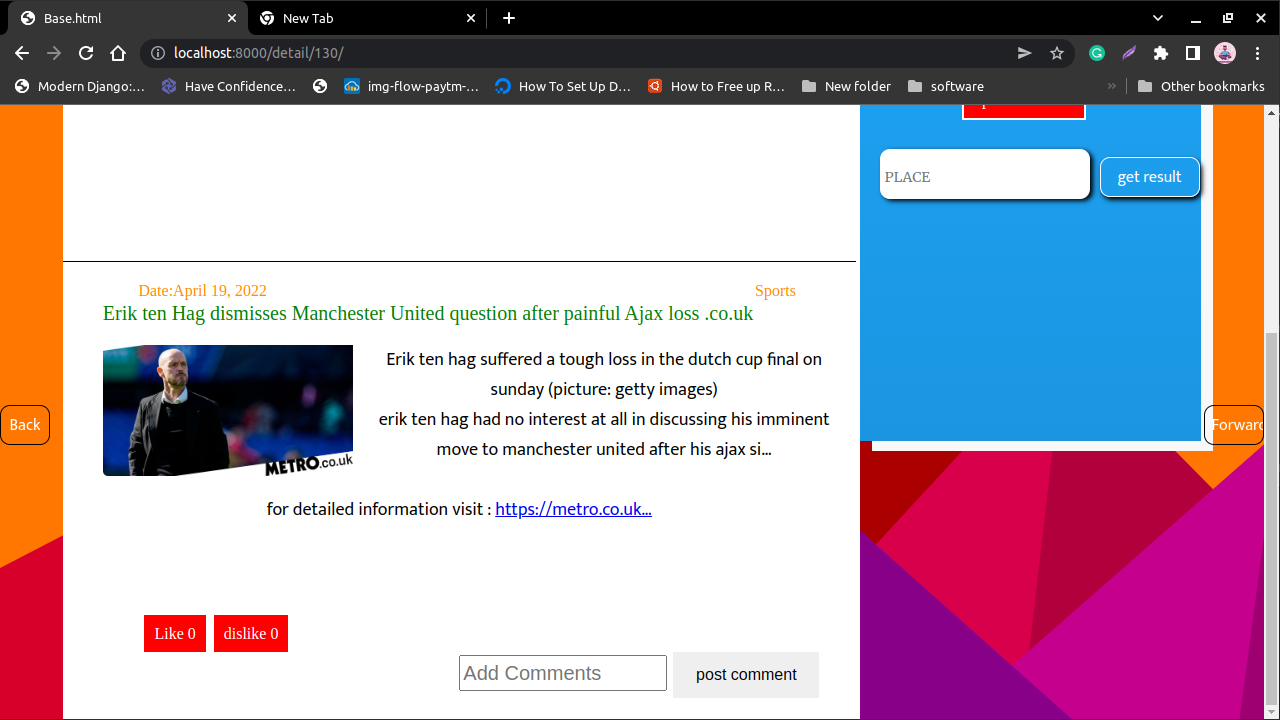 Base.html
New Tab
localhost:8000/detail/130/
Modern Django:...
Have Confidence...
img-flow-paytm-...
How To Set Up D...
How to Free up R...
New folder
software
»
Other bookmarks
PLACE
get result
Date:April 19, 2022
Sports
Erik ten Hag dismisses Manchester United question after painful Ajax loss .co.uk
Erik ten hag suffered a tough loss in the dutch cup final on
sunday (picture: getty images)
erik ten hag had no interest at all in discussing his imminent
move to manchester united after his ajax si...
METRO.co.uk
Back
Forward
for detailed information visit : https://metro.co.uk...
Like 0
dislike 0
Add Comments
post comment